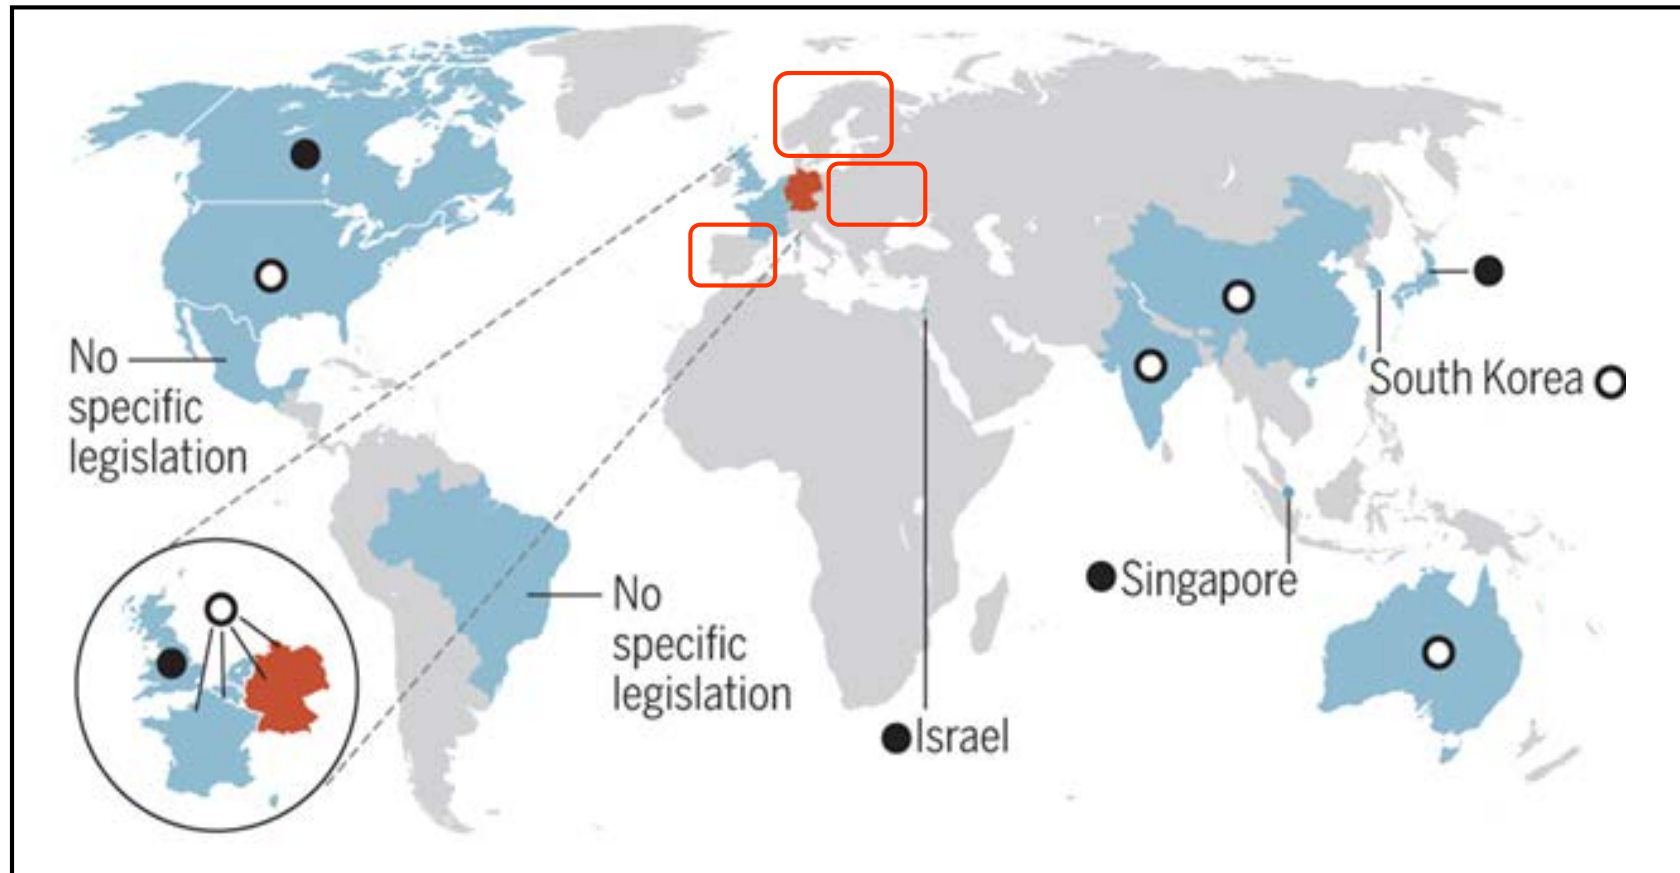 No
specific
legislation
South Korea
No
specific
legislation
Singapore
Israel